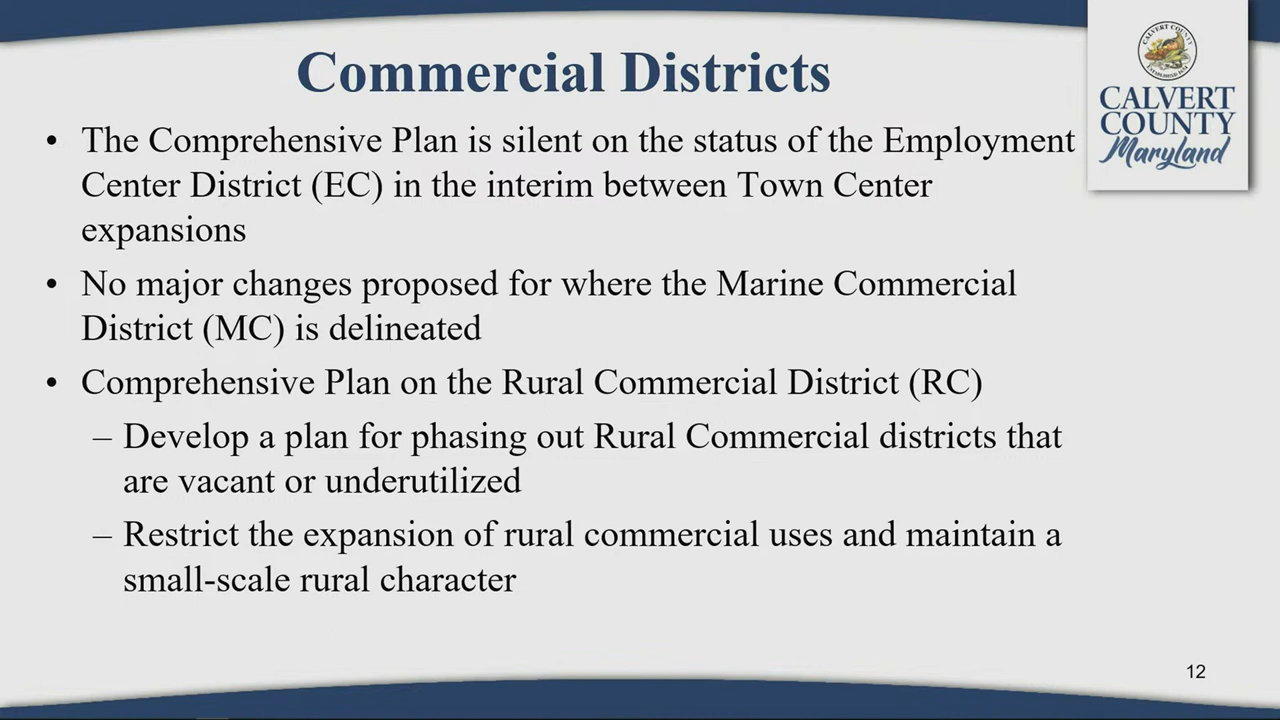 Commercial Districts
CALVERT COUNTY
CALVERT
COUNTY
Maryland
• The Comprehensive Plan is silent on the status of the Employment
Center District (EC) in the interim between Town Center
expansions
• No major changes proposed for where the Marine Commercial
District (MC) is delineated
• Comprehensive Plan on the Rural Commercial District (RC)
– Develop a plan for phasing out Rural Commercial districts that
are vacant or underutilized
– Restrict the expansion of rural commercial uses and maintain a
small-scale rural character
12